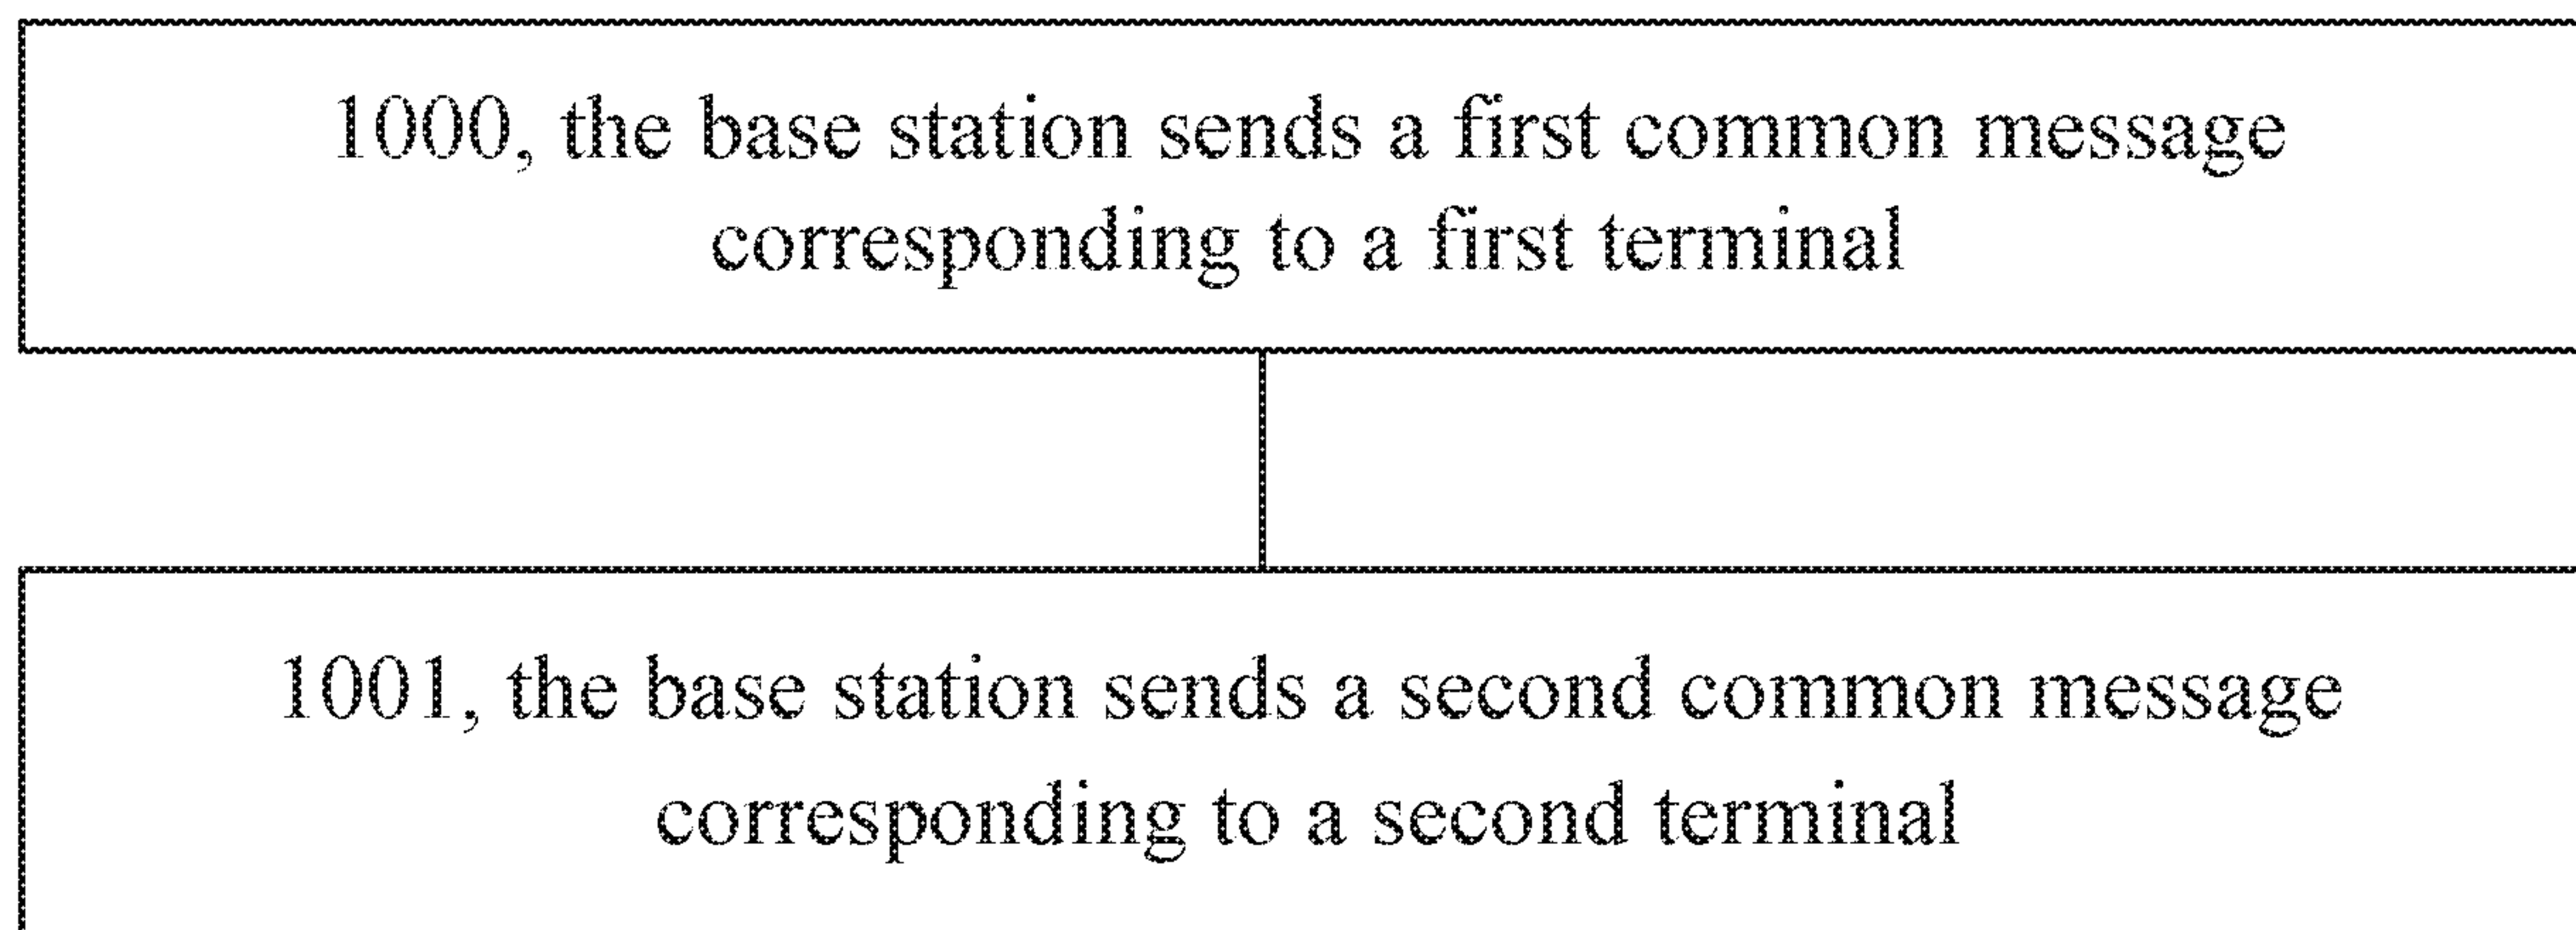 1000, the base station sends a first common message
corresponding to a first terminal
1001, the base station sends a second common message
corresponding to a second terminal